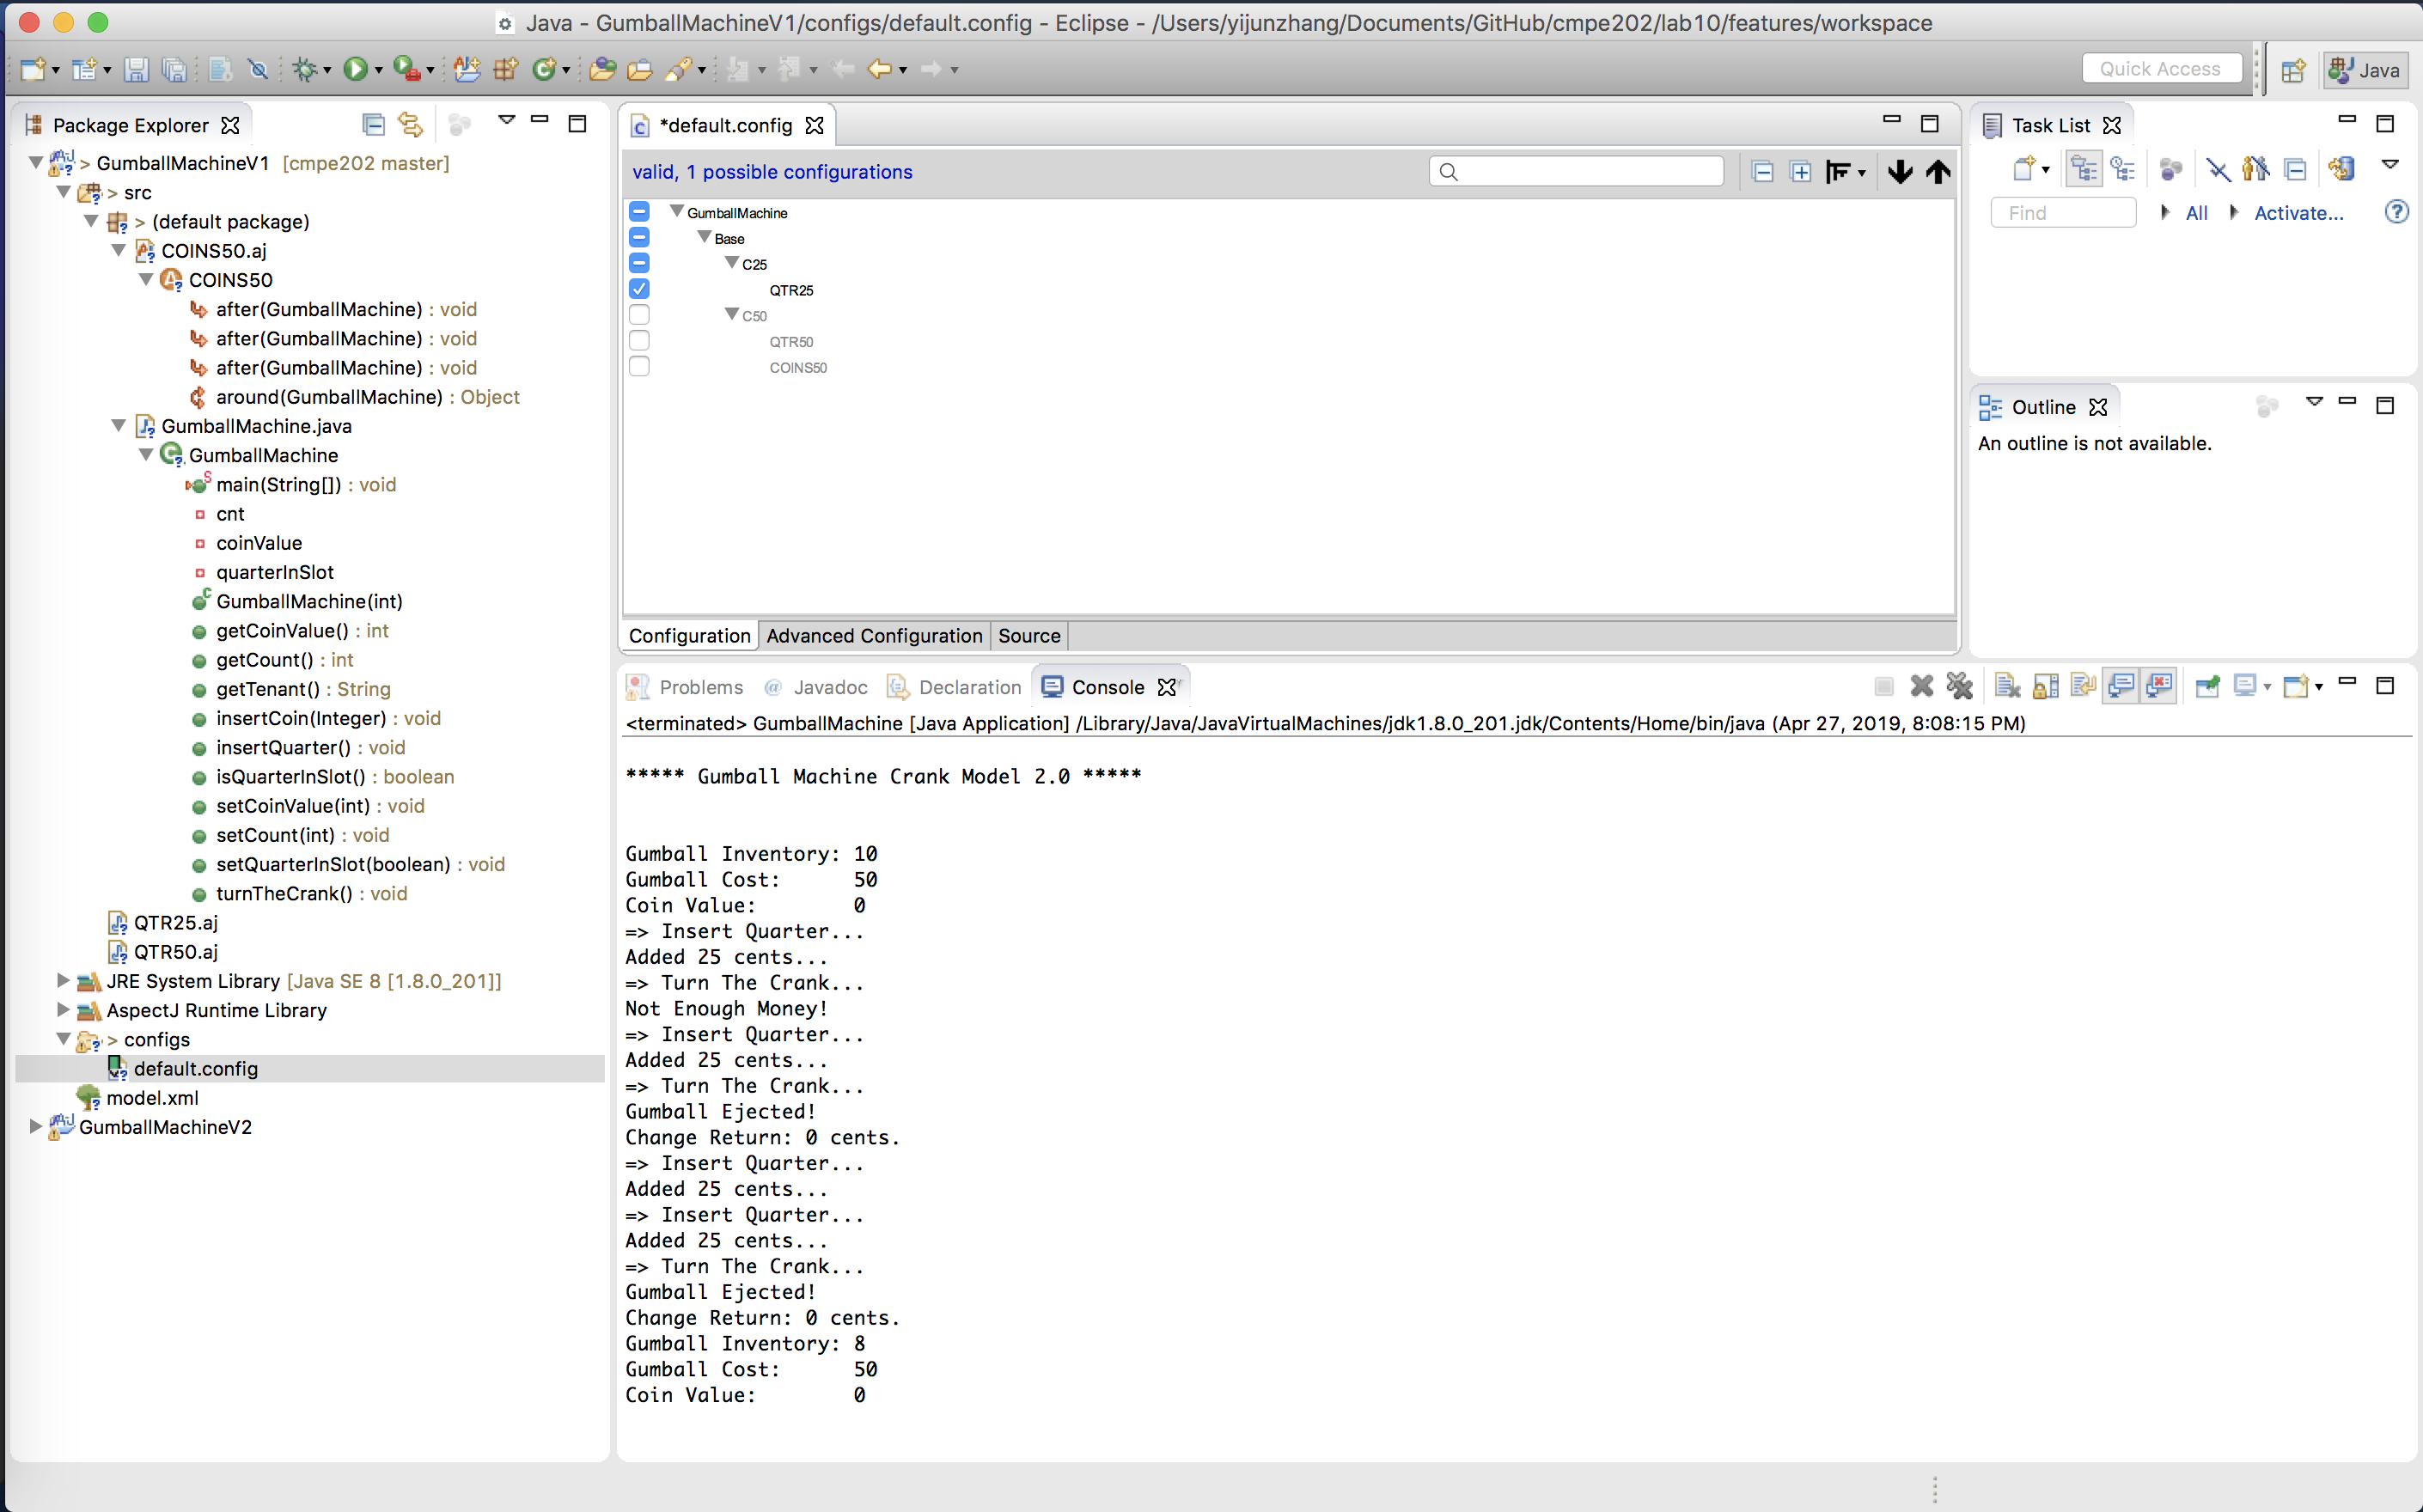 Java - GumballMachineV1/configs/default.config - Eclipse - /Users/yijunzhang/Documents/GitHub/cmpe202/lab10/features/workspace
Quick Access
Java
Package Explorer
> GumballMachineV1 [cmpe202 master]
> src
> (default package)
COINS50.aj
COINS50
after(GumballMachine) : void
after(GumballMachine) : void
after(GumballMachine) : void
around(GumballMachine) : Object
GumballMachine.java
GumballMachine
main(String[]) : void
cnt
coinValue
quarterInSlot
GumballMachine(int)
getCoinValue() : int
getCount() : int
getTenant() : String
insertCoin(Integer) : void
insertQuarter() : void
isQuarterInSlot() : boolean
setCoinValue(int) : void
setCount(int) : void
setQuarterInSlot(boolean) : void
turnTheCrank() : void
QTR25.aj
QTR50.aj
JRE System Library [Java SE 8 [1.8.0_201]]
AspectJ Runtime Library
> configs
default.config
model.xml
GumballMachineV2
*default.config
valid, 1 possible configurations
GumballMachine
Base
C25
QTR25
C50
QTR50
COINS50
Configuration Advanced Configuration Source
Task List
Find All Activate...
Outline
An outline is not available.
Problems Javadoc Declaration Console
<terminated> GumballMachine [Java Application] /Library/Java/JavaVirtualMachines/jdk1.8.0_201.jdk/Contents/Home/bin/java (Apr 27, 2019, 8:08:15 PM)
***** Gumball Machine Crank Model 2.0 *****
Gumball Inventory: 10
Gumball Cost: 50
Coin Value: 0
=> Insert Quarter...
Added 25 cents...
=> Turn The Crank...
Not Enough Money!
=> Insert Quarter...
Added 25 cents...
=> Turn The Crank...
Gumball Ejected!
Change Return: 0 cents.
=> Insert Quarter...
Added 25 cents...
=> Insert Quarter...
Added 25 cents...
=> Turn The Crank...
Gumball Ejected!
Change Return: 0 cents.
Gumball Inventory: 8
Gumball Cost: 50
Coin Value: 0